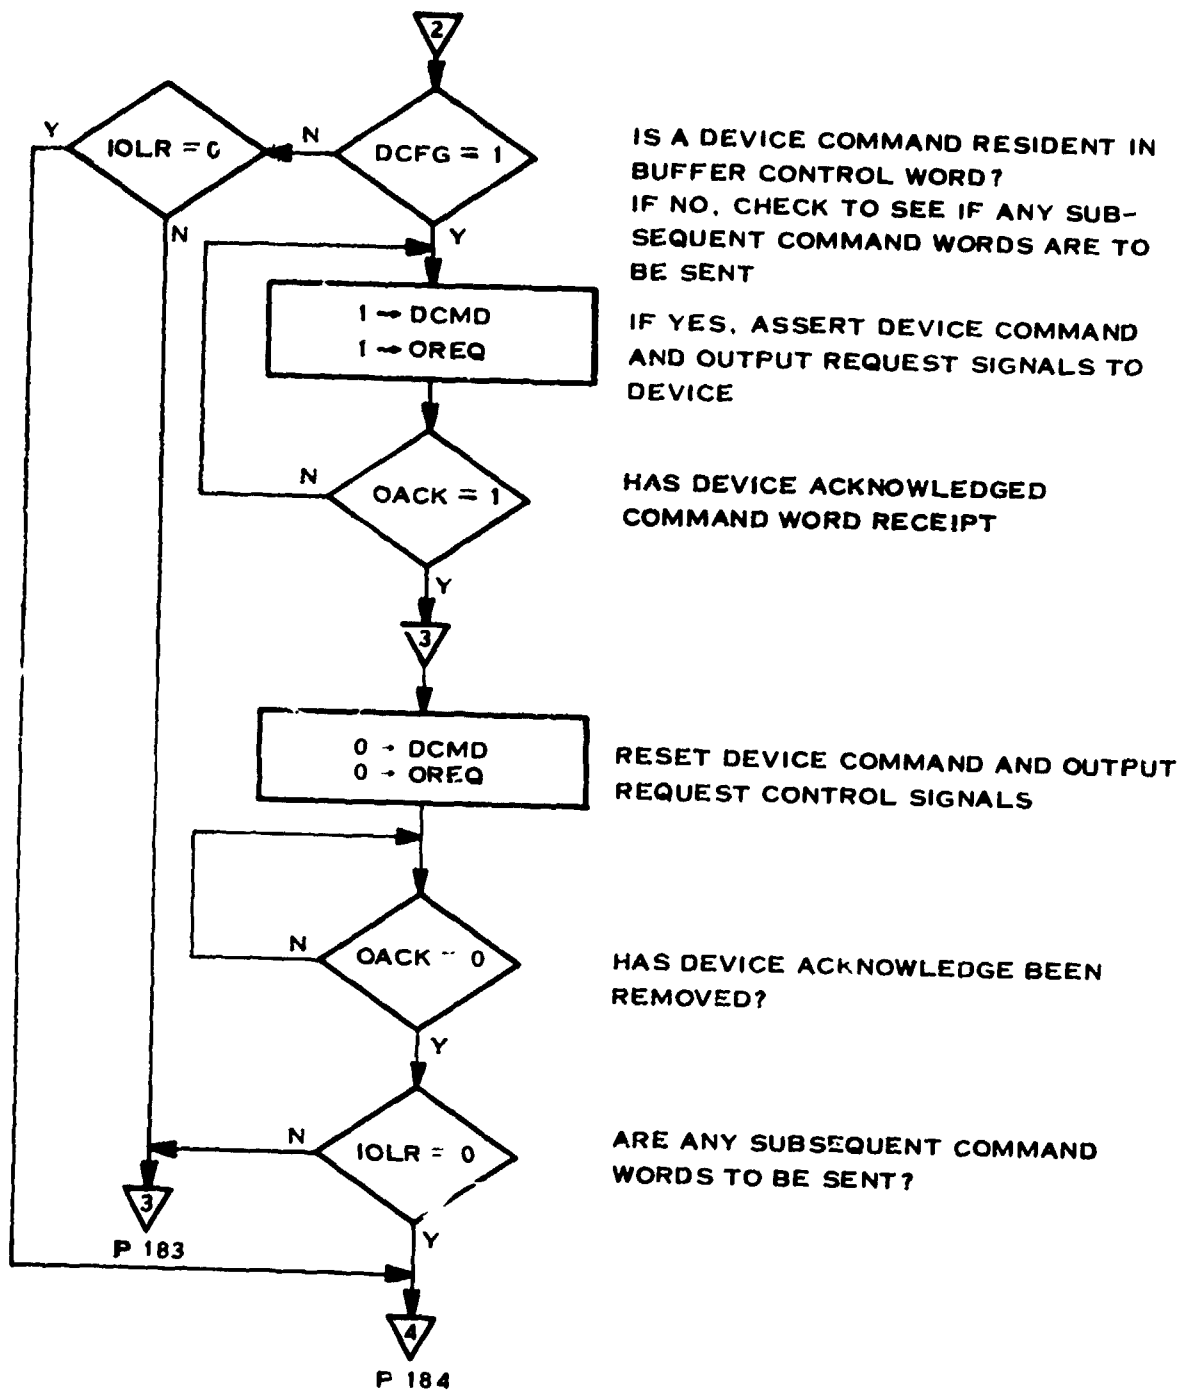 2
Y
IOLR = 0
N
DCFG = 1
IS A DEVICE COMMAND RESIDENT IN
BUFFER CONTROL WORD?
IF NO, CHECK TO SEE IF ANY SUB-
SEQUENT COMMAND WORDS ARE TO
BE SENT
N
Y
1 → DCMD
1 → OREQ
IF YES, ASSERT DEVICE COMMAND
AND OUTPUT REQUEST SIGNALS TO
DEVICE
N
OACK = 1
HAS DEVICE ACKNOWLEDGED
COMMAND WORD RECEIPT
Y
3
0 → DCMD
0 → OREQ
RESET DEVICE COMMAND AND OUTPUT
REQUEST CONTROL SIGNALS
N
OACK = 0
HAS DEVICE ACKNOWLEDGE BEEN
REMOVED?
Y
N
IOLR = 0
ARE ANY SUBSEQUENT COMMAND
WORDS TO BE SENT?
3
P 183
Y
4
P 184